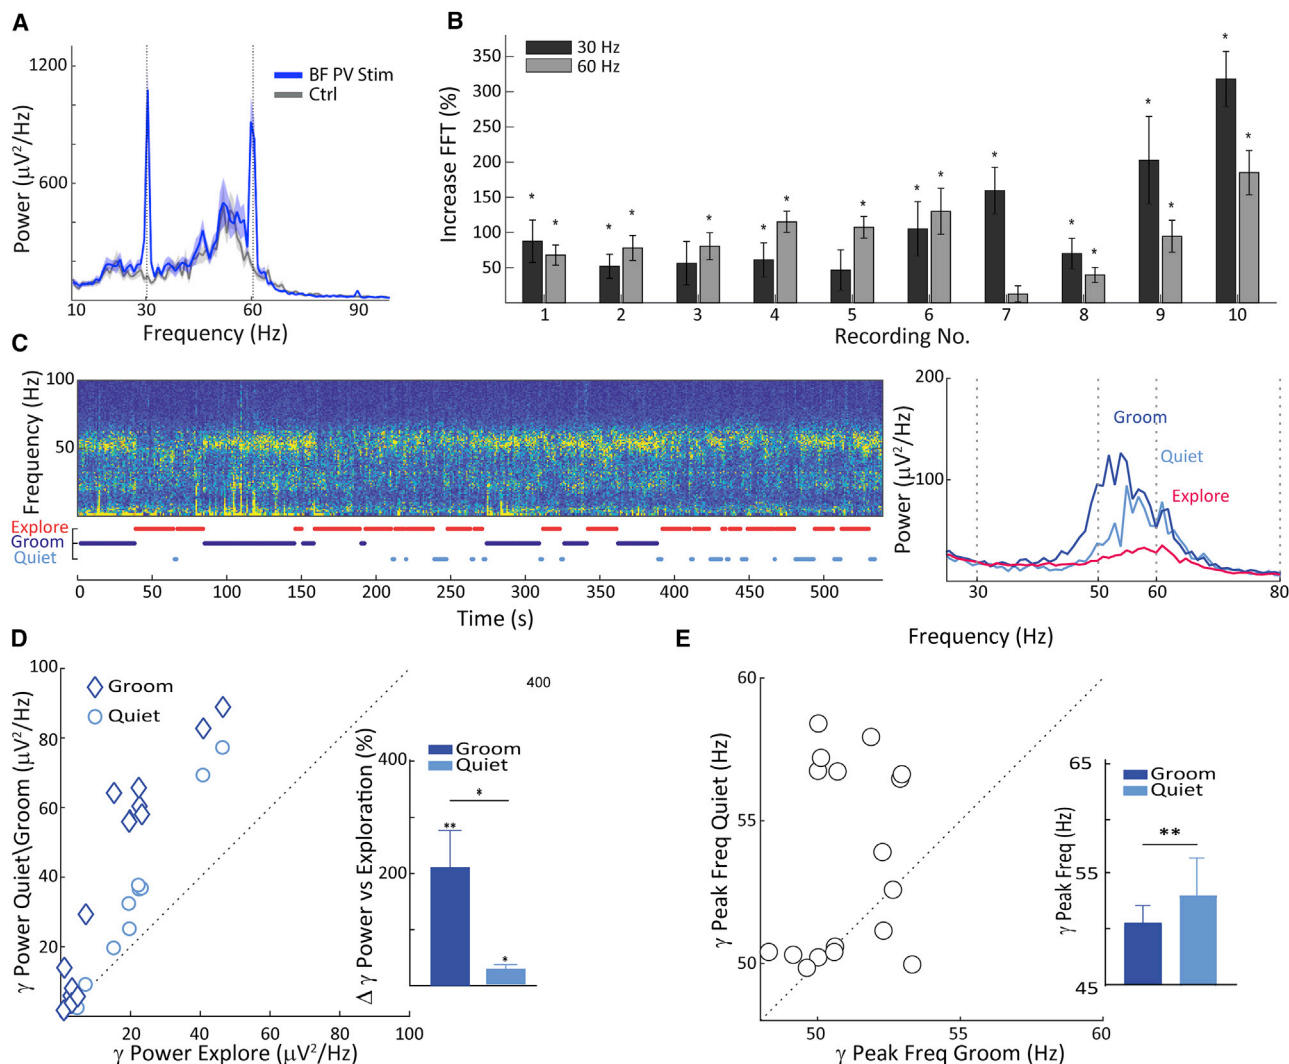 A
Power (µV²/Hz)
1200
600
10 30 60 90
Frequency (Hz)
BF PV Stim
Ctrl
B
Increase FFT (%)
350
300
250
200
150
100
50
30 Hz
60 Hz
* * * * * * * * * * * * * * * * *
1 2 3 4 5 6 7 8 9 10
Recording No.
C
Frequency (Hz)
100
50
Explore
Groom
Quiet
0 50 100 150 200 250 300 350 400 450 500
Time (s)
Power (µV²/Hz)
200
100
Groom
Quiet
Explore
30 50 60 80
Frequency (Hz)
D
γ Power Quiet\Groom (µV²/Hz)
100
80
60
40
20
Groom
Quiet
20 40 60 80 100
γ Power Explore (µV²/Hz)
400
Δ γ Power vs Exploration (%)
400
200
Groom
Quiet
*
**
*
E
γ Peak Freq Quiet (Hz)
60
55
50
50 55 60
γ Peak Freq Groom (Hz)
γ Peak Freq (Hz)
65
55
45
Groom
Quiet
**